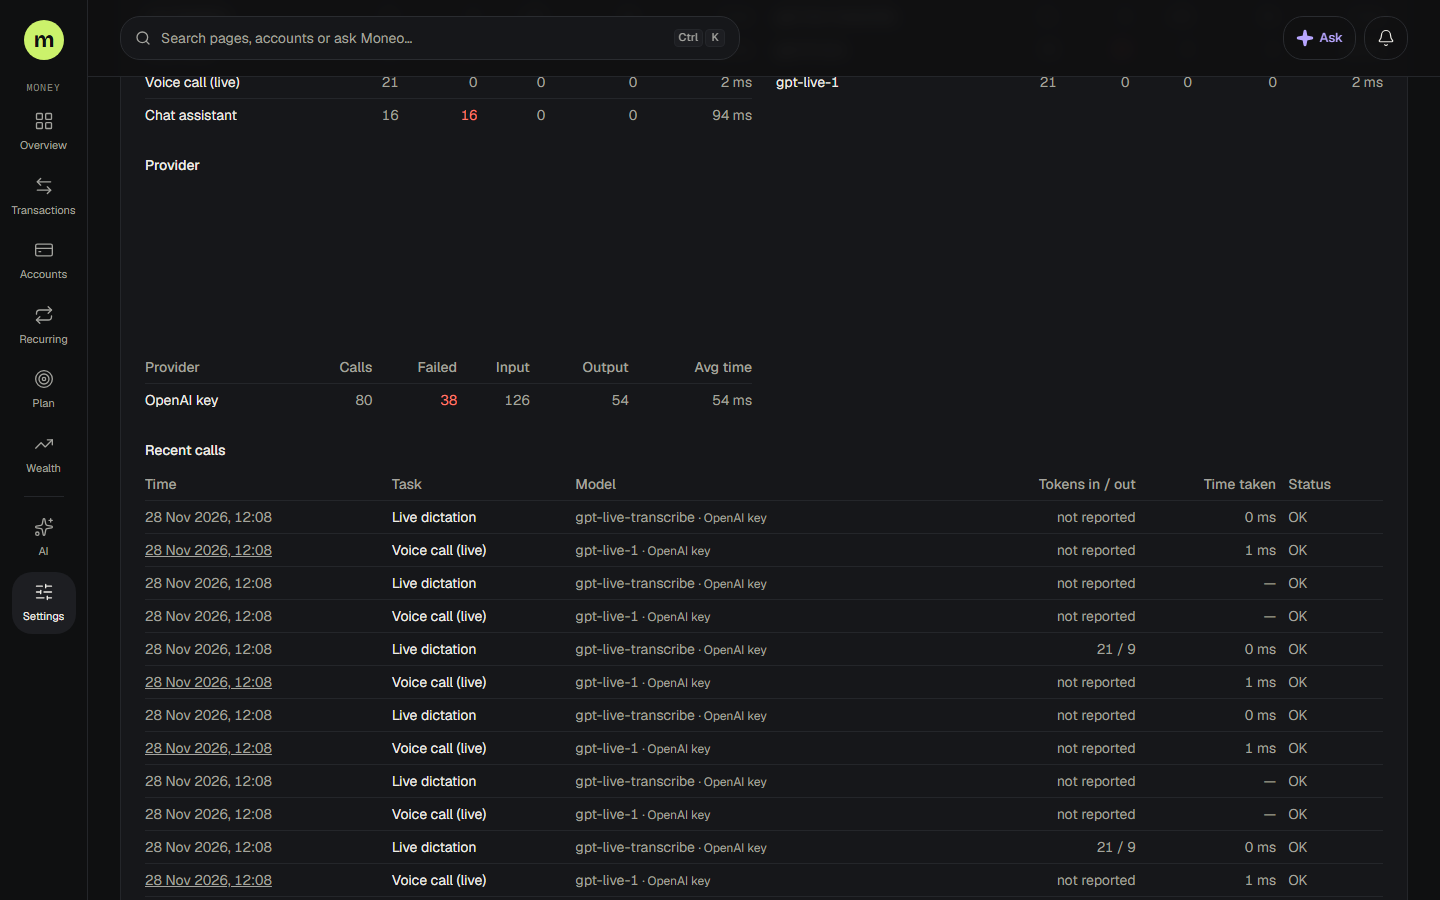 m
Search pages, accounts or ask Moneo... Ctrl K
Ask
MONEY
Overview
Transactions
Accounts
Recurring
Plan
Wealth
AI
Settings
Voice call (live) 21 0 0 0 2 ms
gpt-live-1 21 0 0 0 2 ms
Chat assistant 16 16 0 0 94 ms
Provider
Provider Calls Failed Input Output Avg time
OpenAI key 80 38 126 54 54 ms
Recent calls
Time Task Model Tokens in / out Time taken Status
28 Nov 2026, 12:08 Live dictation gpt-live-transcribe · OpenAI key not reported 0 ms OK
28 Nov 2026, 12:08 Voice call (live) gpt-live-1 · OpenAI key not reported 1 ms OK
28 Nov 2026, 12:08 Live dictation gpt-live-transcribe · OpenAI key not reported — OK
28 Nov 2026, 12:08 Voice call (live) gpt-live-1 · OpenAI key not reported — OK
28 Nov 2026, 12:08 Live dictation gpt-live-transcribe · OpenAI key 21 / 9 0 ms OK
28 Nov 2026, 12:08 Voice call (live) gpt-live-1 · OpenAI key not reported 1 ms OK
28 Nov 2026, 12:08 Live dictation gpt-live-transcribe · OpenAI key not reported 0 ms OK
28 Nov 2026, 12:08 Voice call (live) gpt-live-1 · OpenAI key not reported 1 ms OK
28 Nov 2026, 12:08 Live dictation gpt-live-transcribe · OpenAI key not reported — OK
28 Nov 2026, 12:08 Voice call (live) gpt-live-1 · OpenAI key not reported — OK
28 Nov 2026, 12:08 Live dictation gpt-live-transcribe · OpenAI key 21 / 9 0 ms OK
28 Nov 2026, 12:08 Voice call (live) gpt-live-1 · OpenAI key not reported 1 ms OK